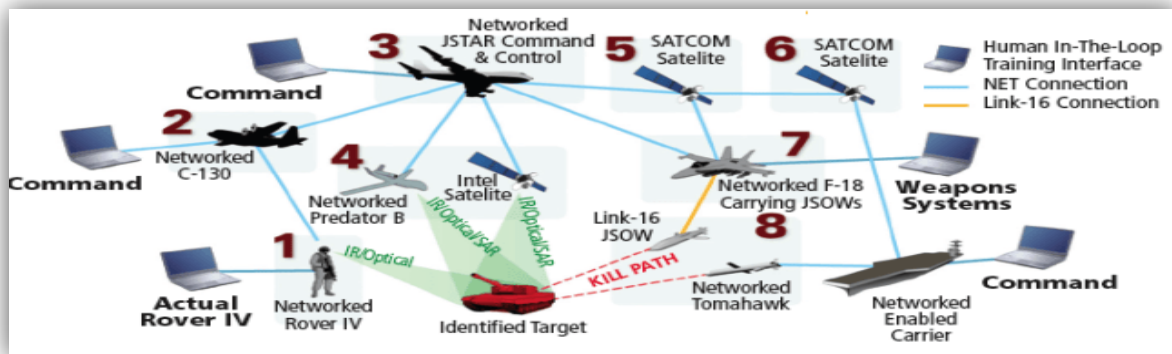 3
Networked
JSTAR Command
& Control
5
SATCOM
Satelite
6
SATCOM
Satelite
Human In-The-Loop
Training Interface
NET Connection
Link-16 Connection
Command
2
Networked
C-130
Command
4
Networked
Predator B
Intel
Satelite
IR/Optical/SAR
IR/Optical/SAR
7
Networked F-18
Carrying JSOWs
Weapons
Systems
Link-16
JSOW
1
IR/Optical
Actual
Rover IV
Networked
Rover IV
Identified Target
KILL PATH
8
Networked
Tomahawk
Networked
Enabled
Carrier
Command